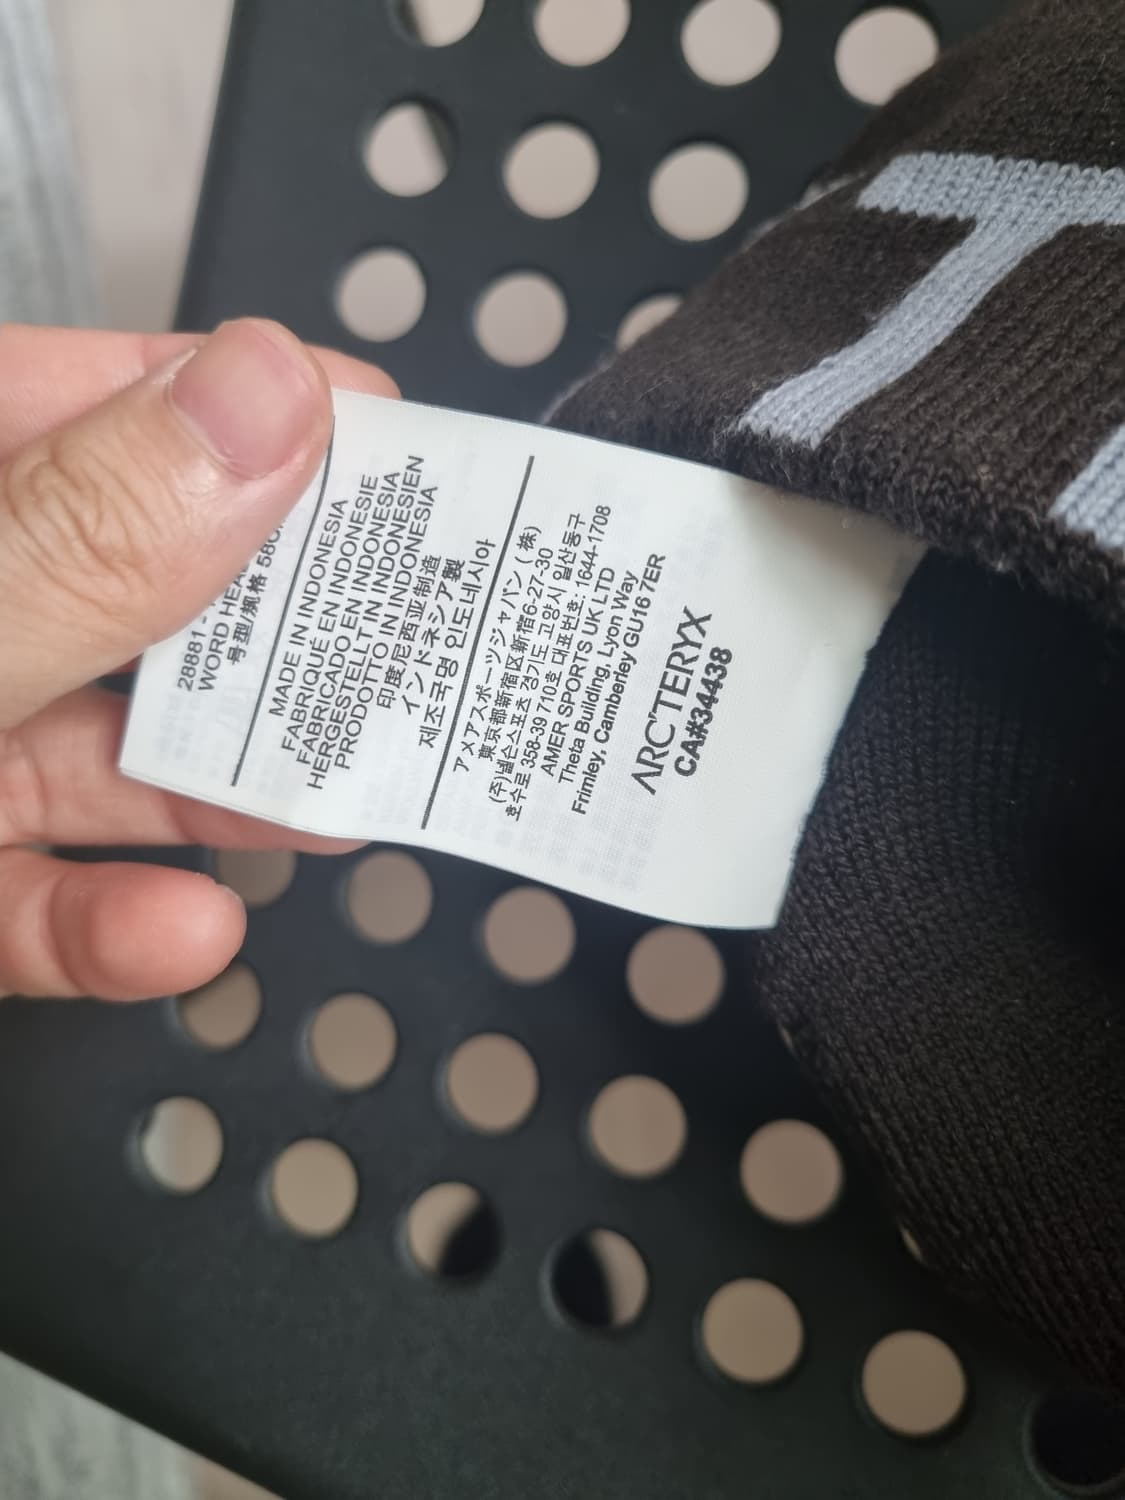 28881 -
WORD HEA
号型/规格 58C
MADE IN INDONESIA
FABRIQUÉ EN INDONESIE
FABRICADO EN INDONESIA
HERGESTELLT IN INDONESIEN
PRODOTTO IN INDONESIA
印度尼西亚制造
インドネシア製
제조국명 인도네시아
アメアスポーツジャパン（株）
東京都新宿区新宿6-27-30
(주)넬슨스포츠 경기도 고양시 일산동구
호수로 358-39 710호 대표번호: 1644-1708
AMER SPORTS UK LTD
Theta Building, Lyon Way
Frimley, Camberley GU16 7ER
ARC'TERYX
CA#34438
T